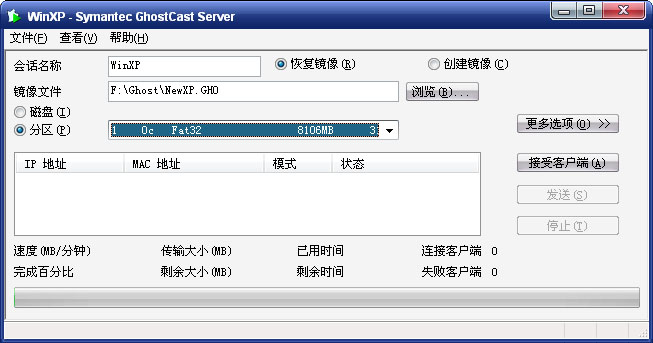 WinXP - Symantec GhostCast Server
文件(F) 查看(V) 帮助(H)
会话名称 WinXP 恢复镜像(R) 创建镜像(C)
镜像文件 F:\Ghost\NewXP.GHO 浏览(B)...
磁盘(I)
分区(P) 1 0c Fat32 8106MB 更多选项(O) >>
IP 地址 MAC 地址 模式 状态 接受客户端(A)
发送(S)
停止(T)
速度(MB/分钟) 传输大小(MB) 已用时间 连接客户端 0
完成百分比 剩余大小(MB) 剩余时间 失败客户端 0